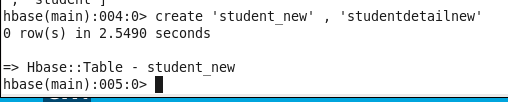 , 'student']
hbase(main):004:0> create 'student_new' , 'studentdetailnew'
0 row(s) in 2.5490 seconds
=> Hbase::Table - student_new
hbase(main):005:0>